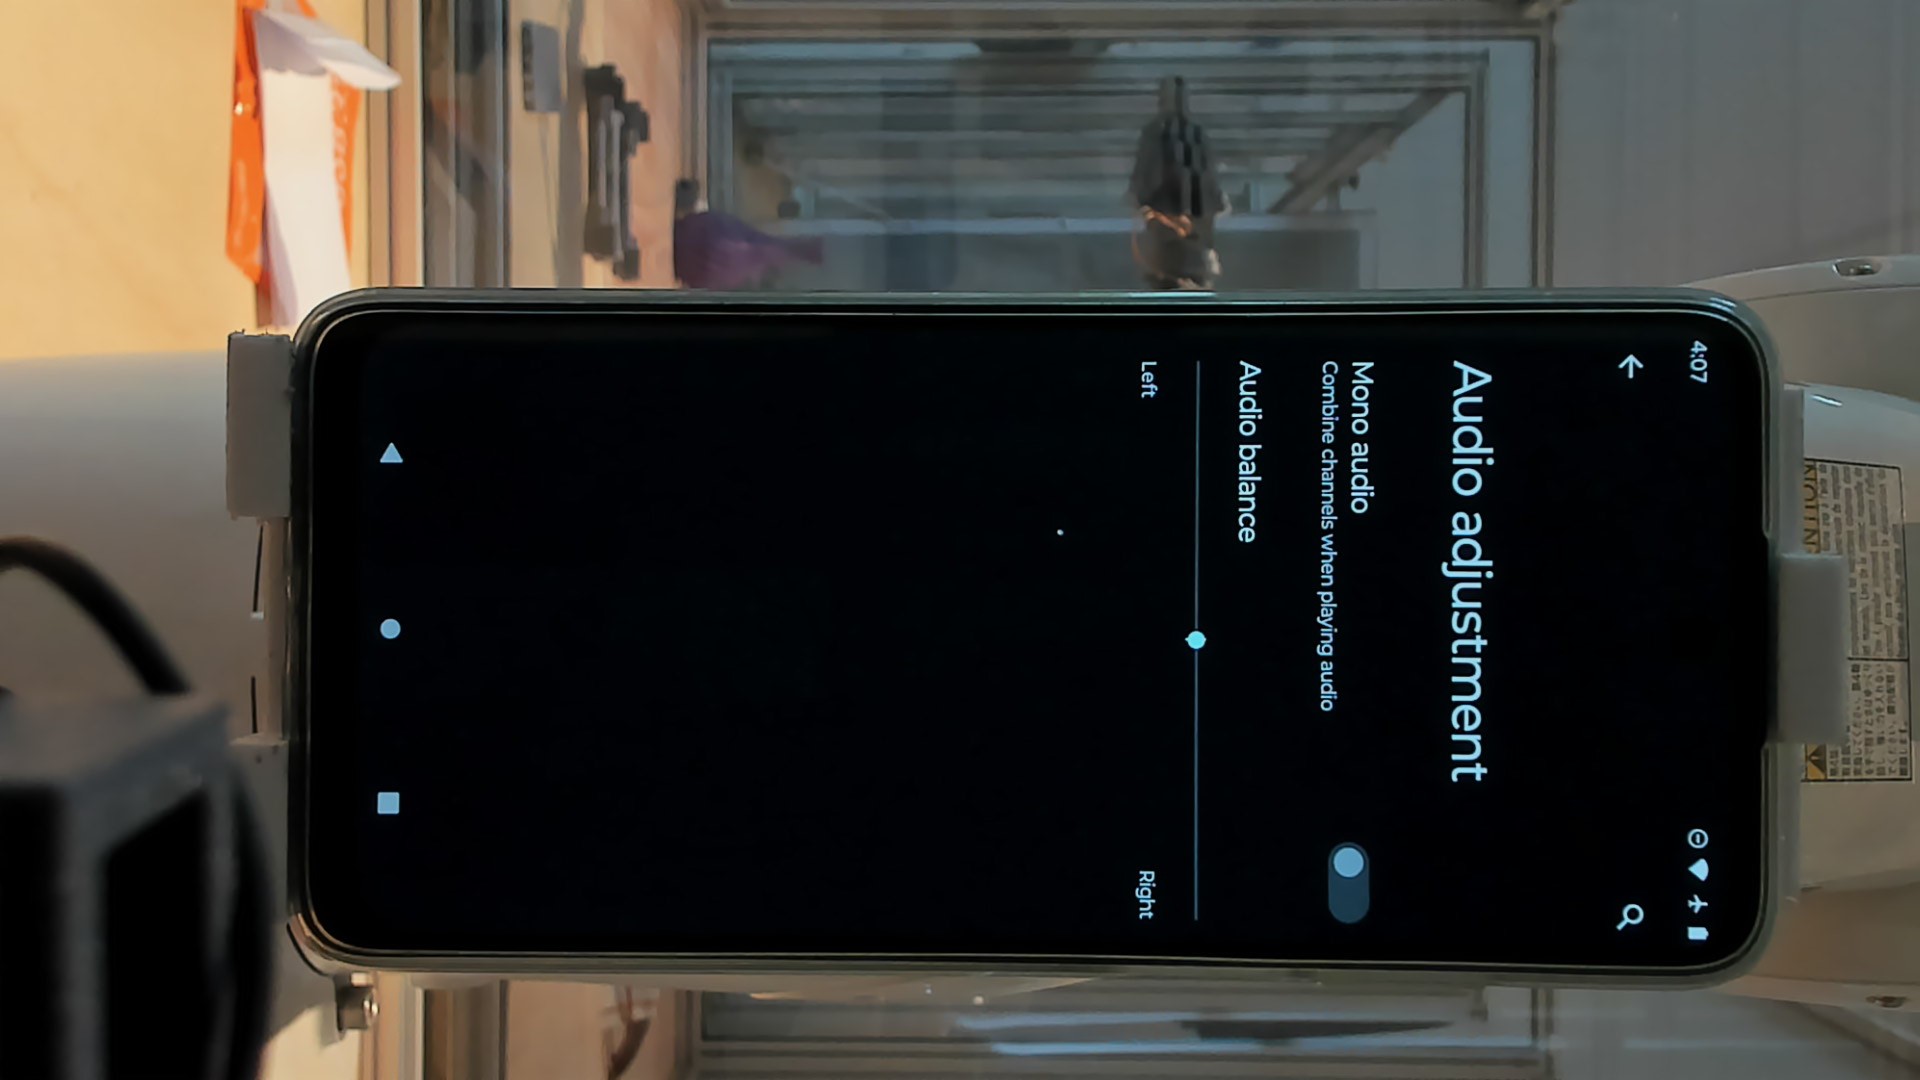 4:07
Audio adjustment
Mono audio
Combine channels when playing audio
Audio balance
Left
Right